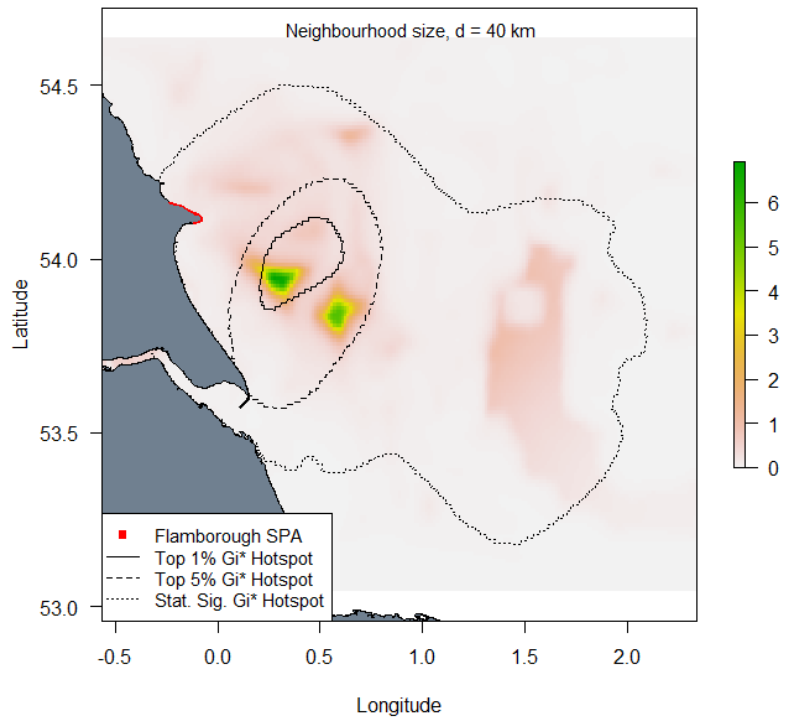 Neighbourhood size, d = 40 km
54.5
54.0
53.5
53.0
Latitude
6
5
4
3
2
1
0
Flamborough SPA
Top 1% Gi* Hotspot
Top 5% Gi* Hotspot
Stat. Sig. Gi* Hotspot
-0.5 0.0 0.5 1.0 1.5 2.0
Longitude